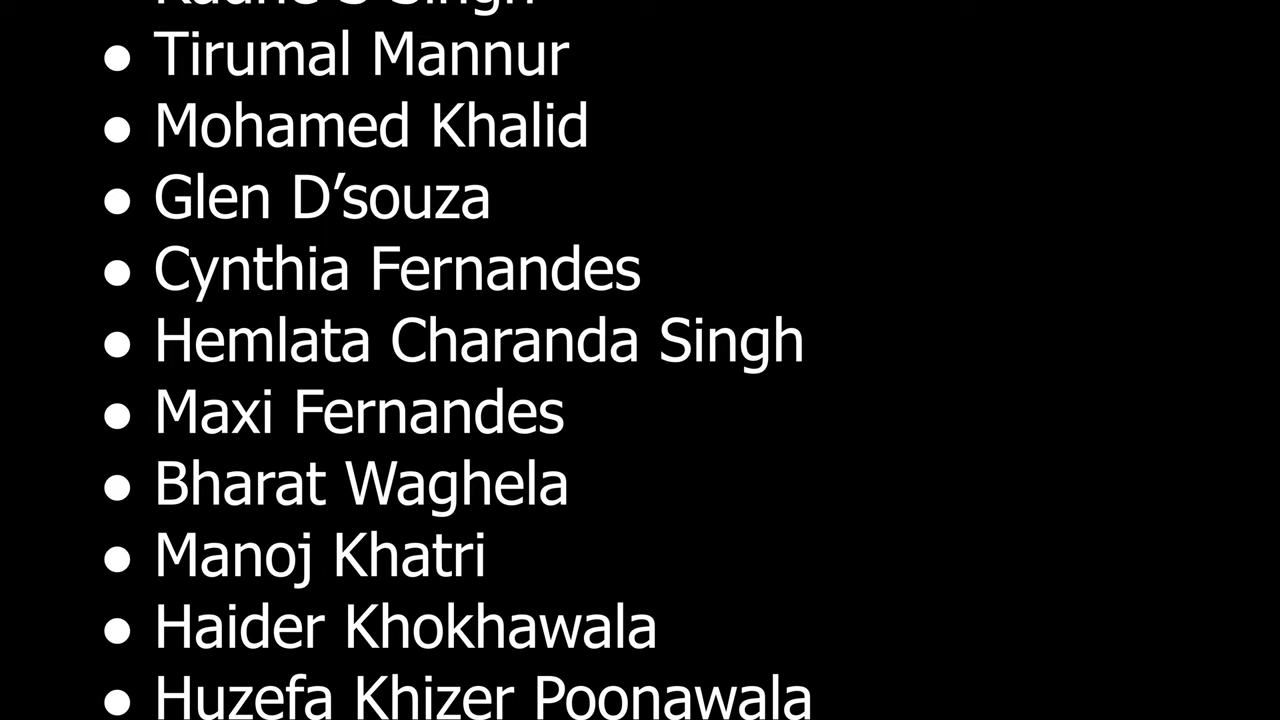 ● Tirumal Mannur
● Mohamed Khalid
● Glen D’souza
● Cynthia Fernandes
● Hemlata Charanda Singh
● Maxi Fernandes
● Bharat Waghela
● Manoj Khatri
● Haider Khokhawala
● Huzefa Khizer Poonawala